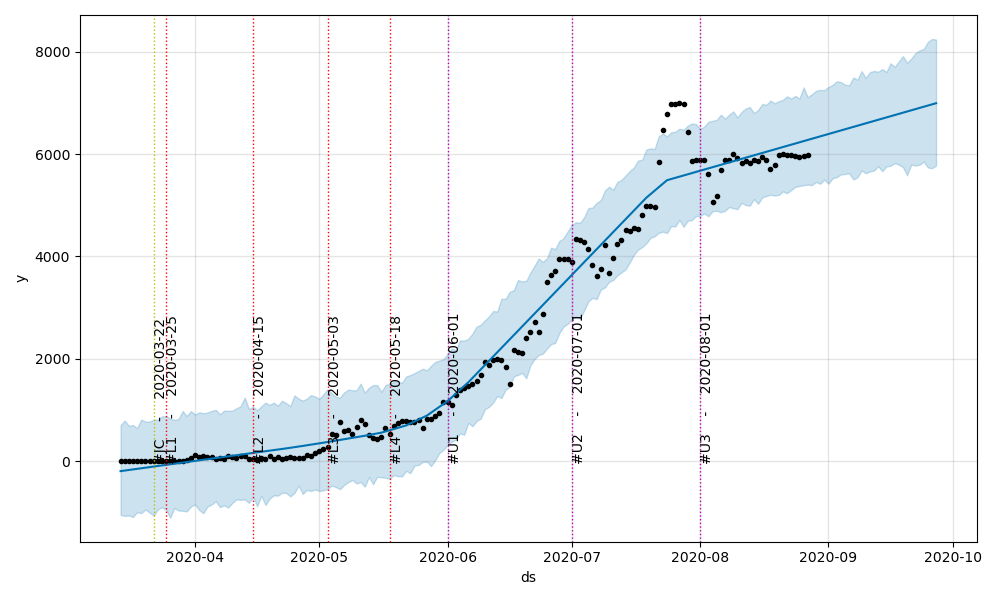 8000
6000
4000
2000
0
y
#JC - 2020-03-22
#L1 - 2020-03-25
#L2 - 2020-04-15
#L3 - 2020-05-03
#L4 - 2020-05-18
#U1 - 2020-06-01
#U2 - 2020-07-01
#U3 - 2020-08-01
2020-04 2020-05 2020-06 2020-07 2020-08 2020-09 2020-10
ds